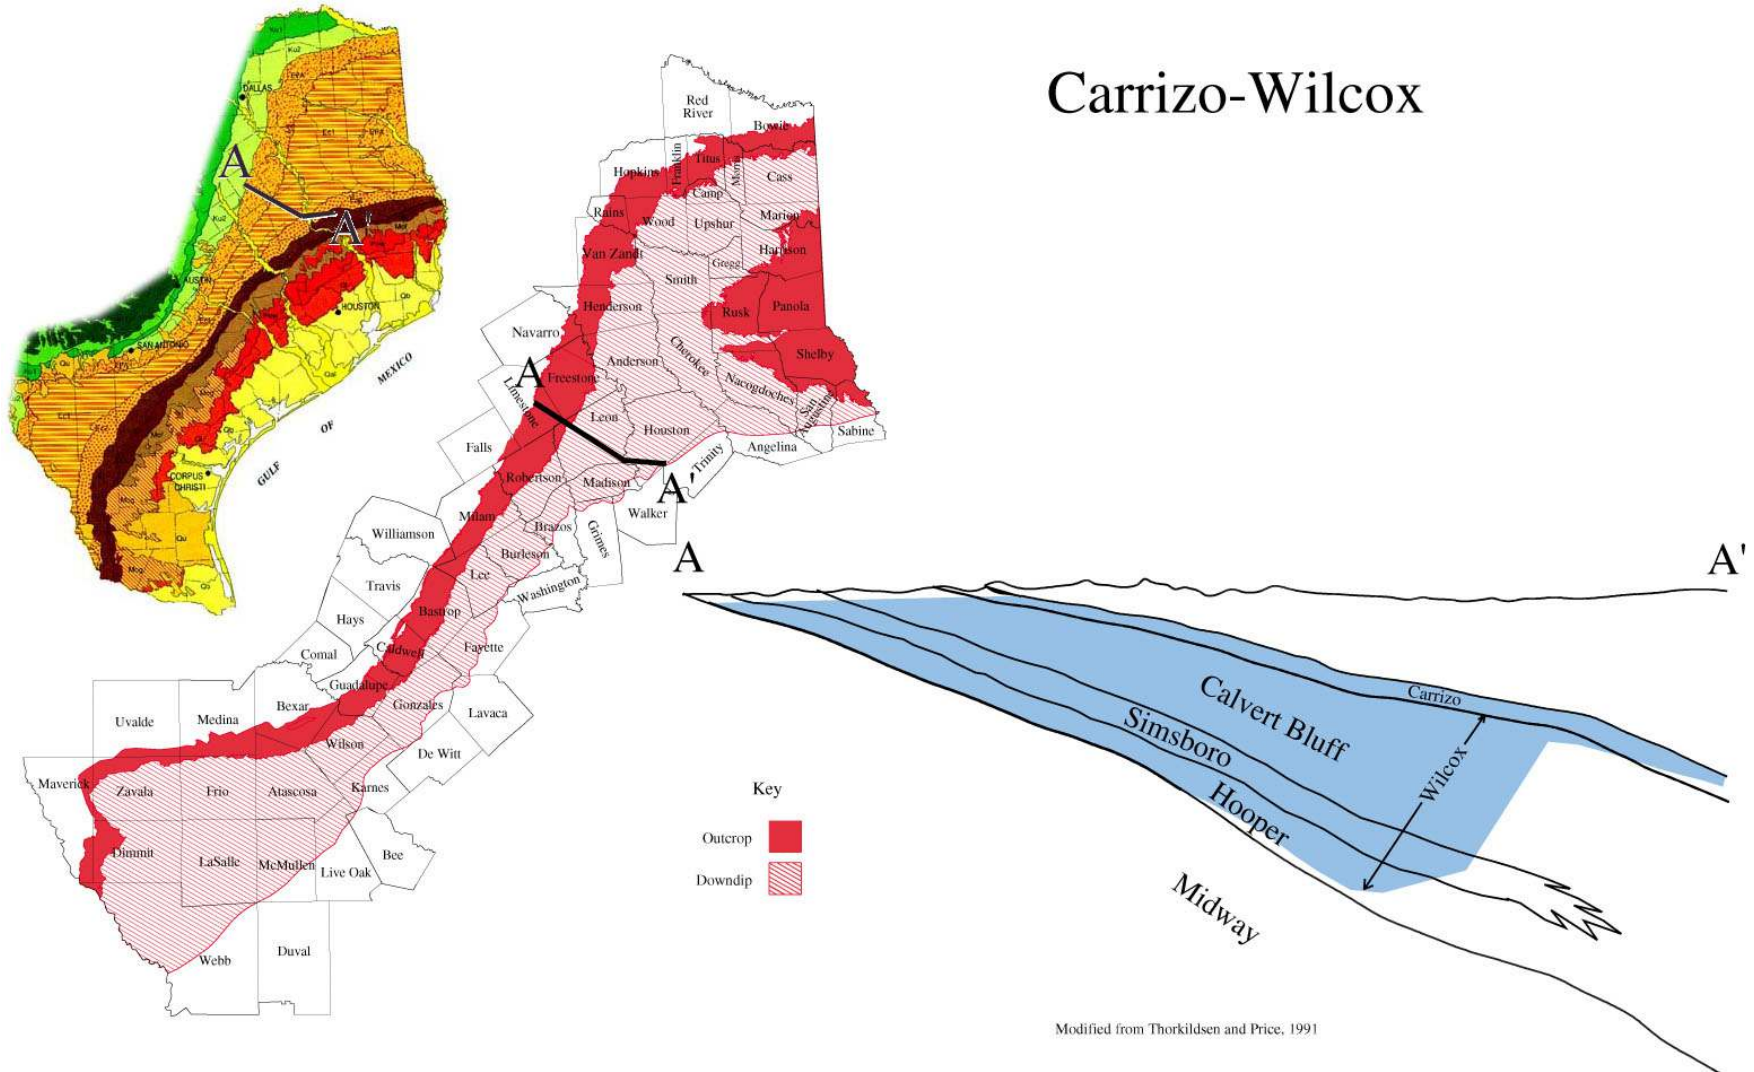 Carrizo-Wilcox
DALLAS
A
A'
AUSTIN
HOUSTON
SAN ANTONIO
CORPUS
CHRISTI
GULF
OF
MEXICO
Ku2
Ku2
Qb
Qu
Red
River
Bowie
Franklin
Titus
Hopkins
Cass
Camp
Rains
Wood
Upshur
Marion
Van Zandt
Harrison
Gregg
Smith
Henderson
Rusk
Panola
Navarro
Shelby
Anderson
Cherokee
A
Freestone
Limestone
Nacogdoches
San
Augustine
Leon
Houston
Sabine
Falls
Angelina
Trinity
Robertson
Madison
A'
Walker
Milam
Brazos
Grimes
Williamson
Burleson
Lee
Washington
Travis
Bastrop
Hays
Caldwell
Fayette
Comal
Guadalupe
Gonzales
Bexar
Lavaca
Uvalde
Medina
Wilson
De Witt
Maverick
Zavala
Frio
Atascosa
Karnes
Dimmit
LaSalle
McMullen
Live Oak
Bee
Webb
Duval
Key
Outcrop
Downdip
A
A'
Carrizo
Calvert Bluff
Simsboro
Wilcox
Hooper
Midway
Modified from Thorkildsen and Price, 1991